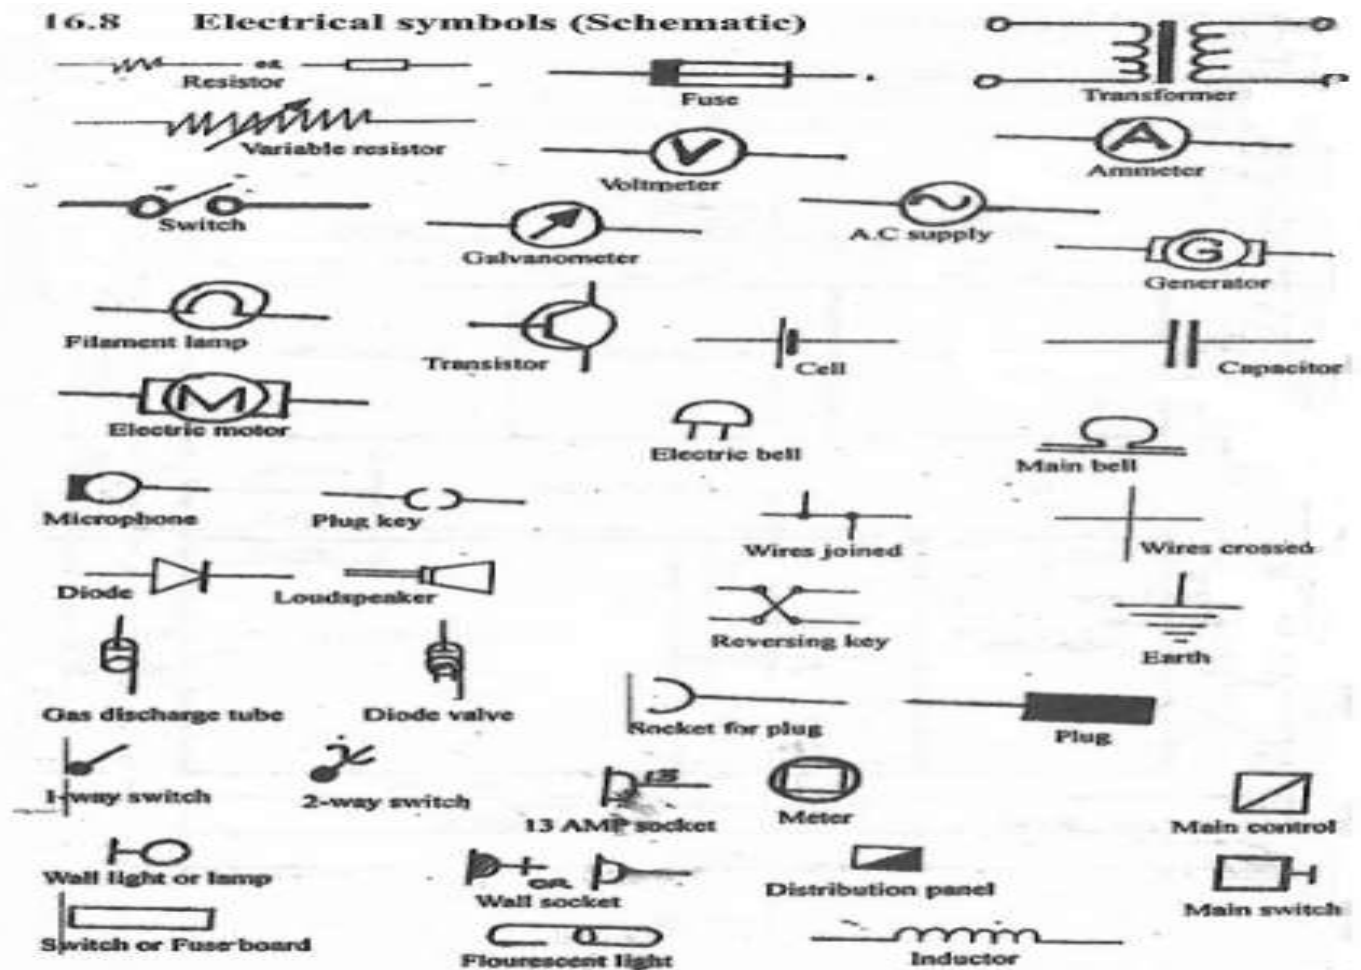 16.8 Electrical symbols (Schematic)
OR
Resistor
Fuse
Transformer
Variable resistor
V
Voltmeter
A
Ammeter
Switch
Galvanometer
A.C supply
G
Generator
Filament lamp
Transistor
Cell
Capacitor
M
Electric motor
Electric bell
Main bell
Microphone
Plug key
Wires joined
Wires crossed
Diode
Loudspeaker
Reversing key
Earth
Gas discharge tube
Diode valve
Socket for plug
Plug
1-way switch
2-way switch
13
13 AMP socket
Meter
Main control
Wall light or lamp
OR
Wall socket
Distribution panel
Main switch
Switch or Fuse board
Flourescent light
Inductor